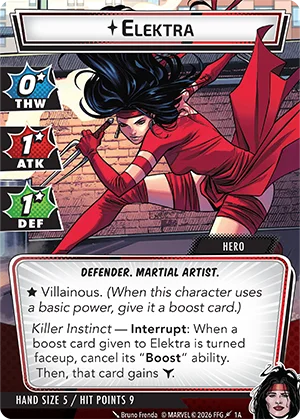 Elektra
0
THW
1
ATK
1
DEF
HERO
DEFENDER. MARTIAL ARTIST.
★ Villainous. (When this character uses
a basic power, give it a boost card.)
Killer Instinct — Interrupt: When a
boost card given to Elektra is turned
faceup, cancel its "Boost" ability.
Then, that card gains .
HAND SIZE 5 / HIT POINTS 9
Bruno Frenda © MARVEL © 2026 FFG 1A